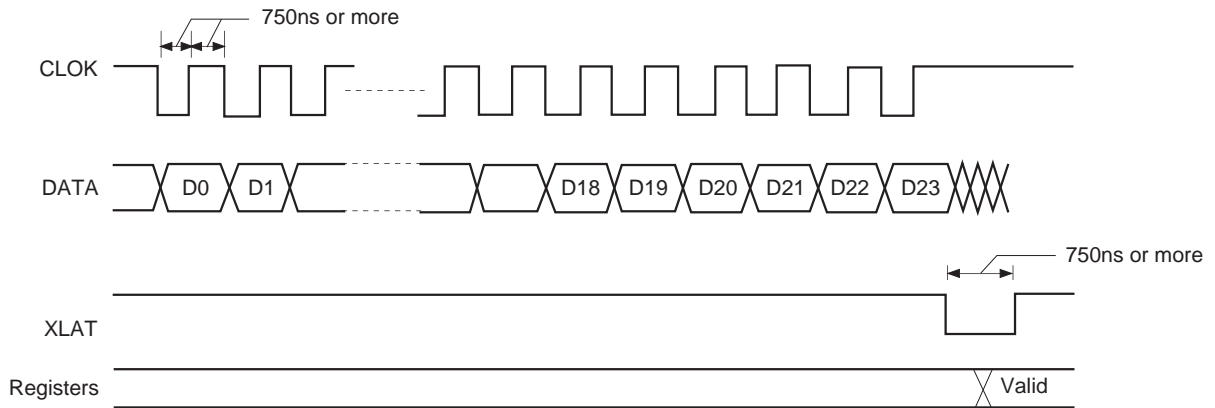 750ns or more
CLOK
DATA
D0 D1 D18 D19 D20 D21 D22 D23
750ns or more
XLAT
Registers
Valid